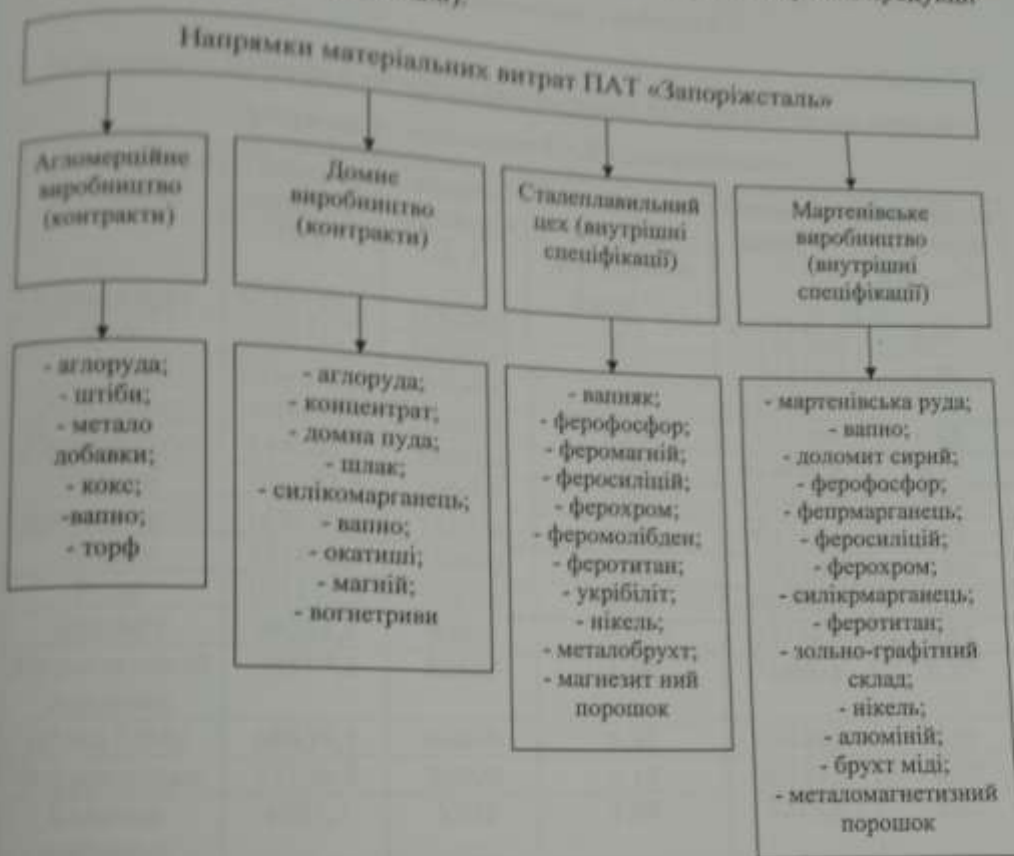 Напрямки матеріальних витрат ПАТ «Запоріжсталь»
Агломерційне
виробництво
(контракти)
Домне
виробництво
(контракти)
Сталеплавильний
цех (внутрішні
специфікації)
Мартенівське
виробництво
(внутрішні
специфікації)
- аглоруда;
- штіби;
- метало
добавки;
- кокс;
-вапно;
- торф
- аглоруда;
- концентрат;
- домна пуда;
- шлак;
- силікомарганець;
- вапно;
- окатиші;
- магній;
- вогнетриви
- вапняк;
- ферофосфор;
- феромагній;
- феросиліцій;
- ферохром;
- феромолібден;
- феротитан;
- укрібіліт;
- нікель;
- металобрухт;
- магнезит ний
порошок
- мартенівська руда;
- вапно;
- доломит сирий;
- ферофосфор;
- фепрмарганець;
- феросиліцій;
- ферохром;
- силікрмарганець;
- феротитан;
- зольно-графітний
склад;
- нікель;
- алюміній;
- брухт міді;
- металомагнетизний
порошок